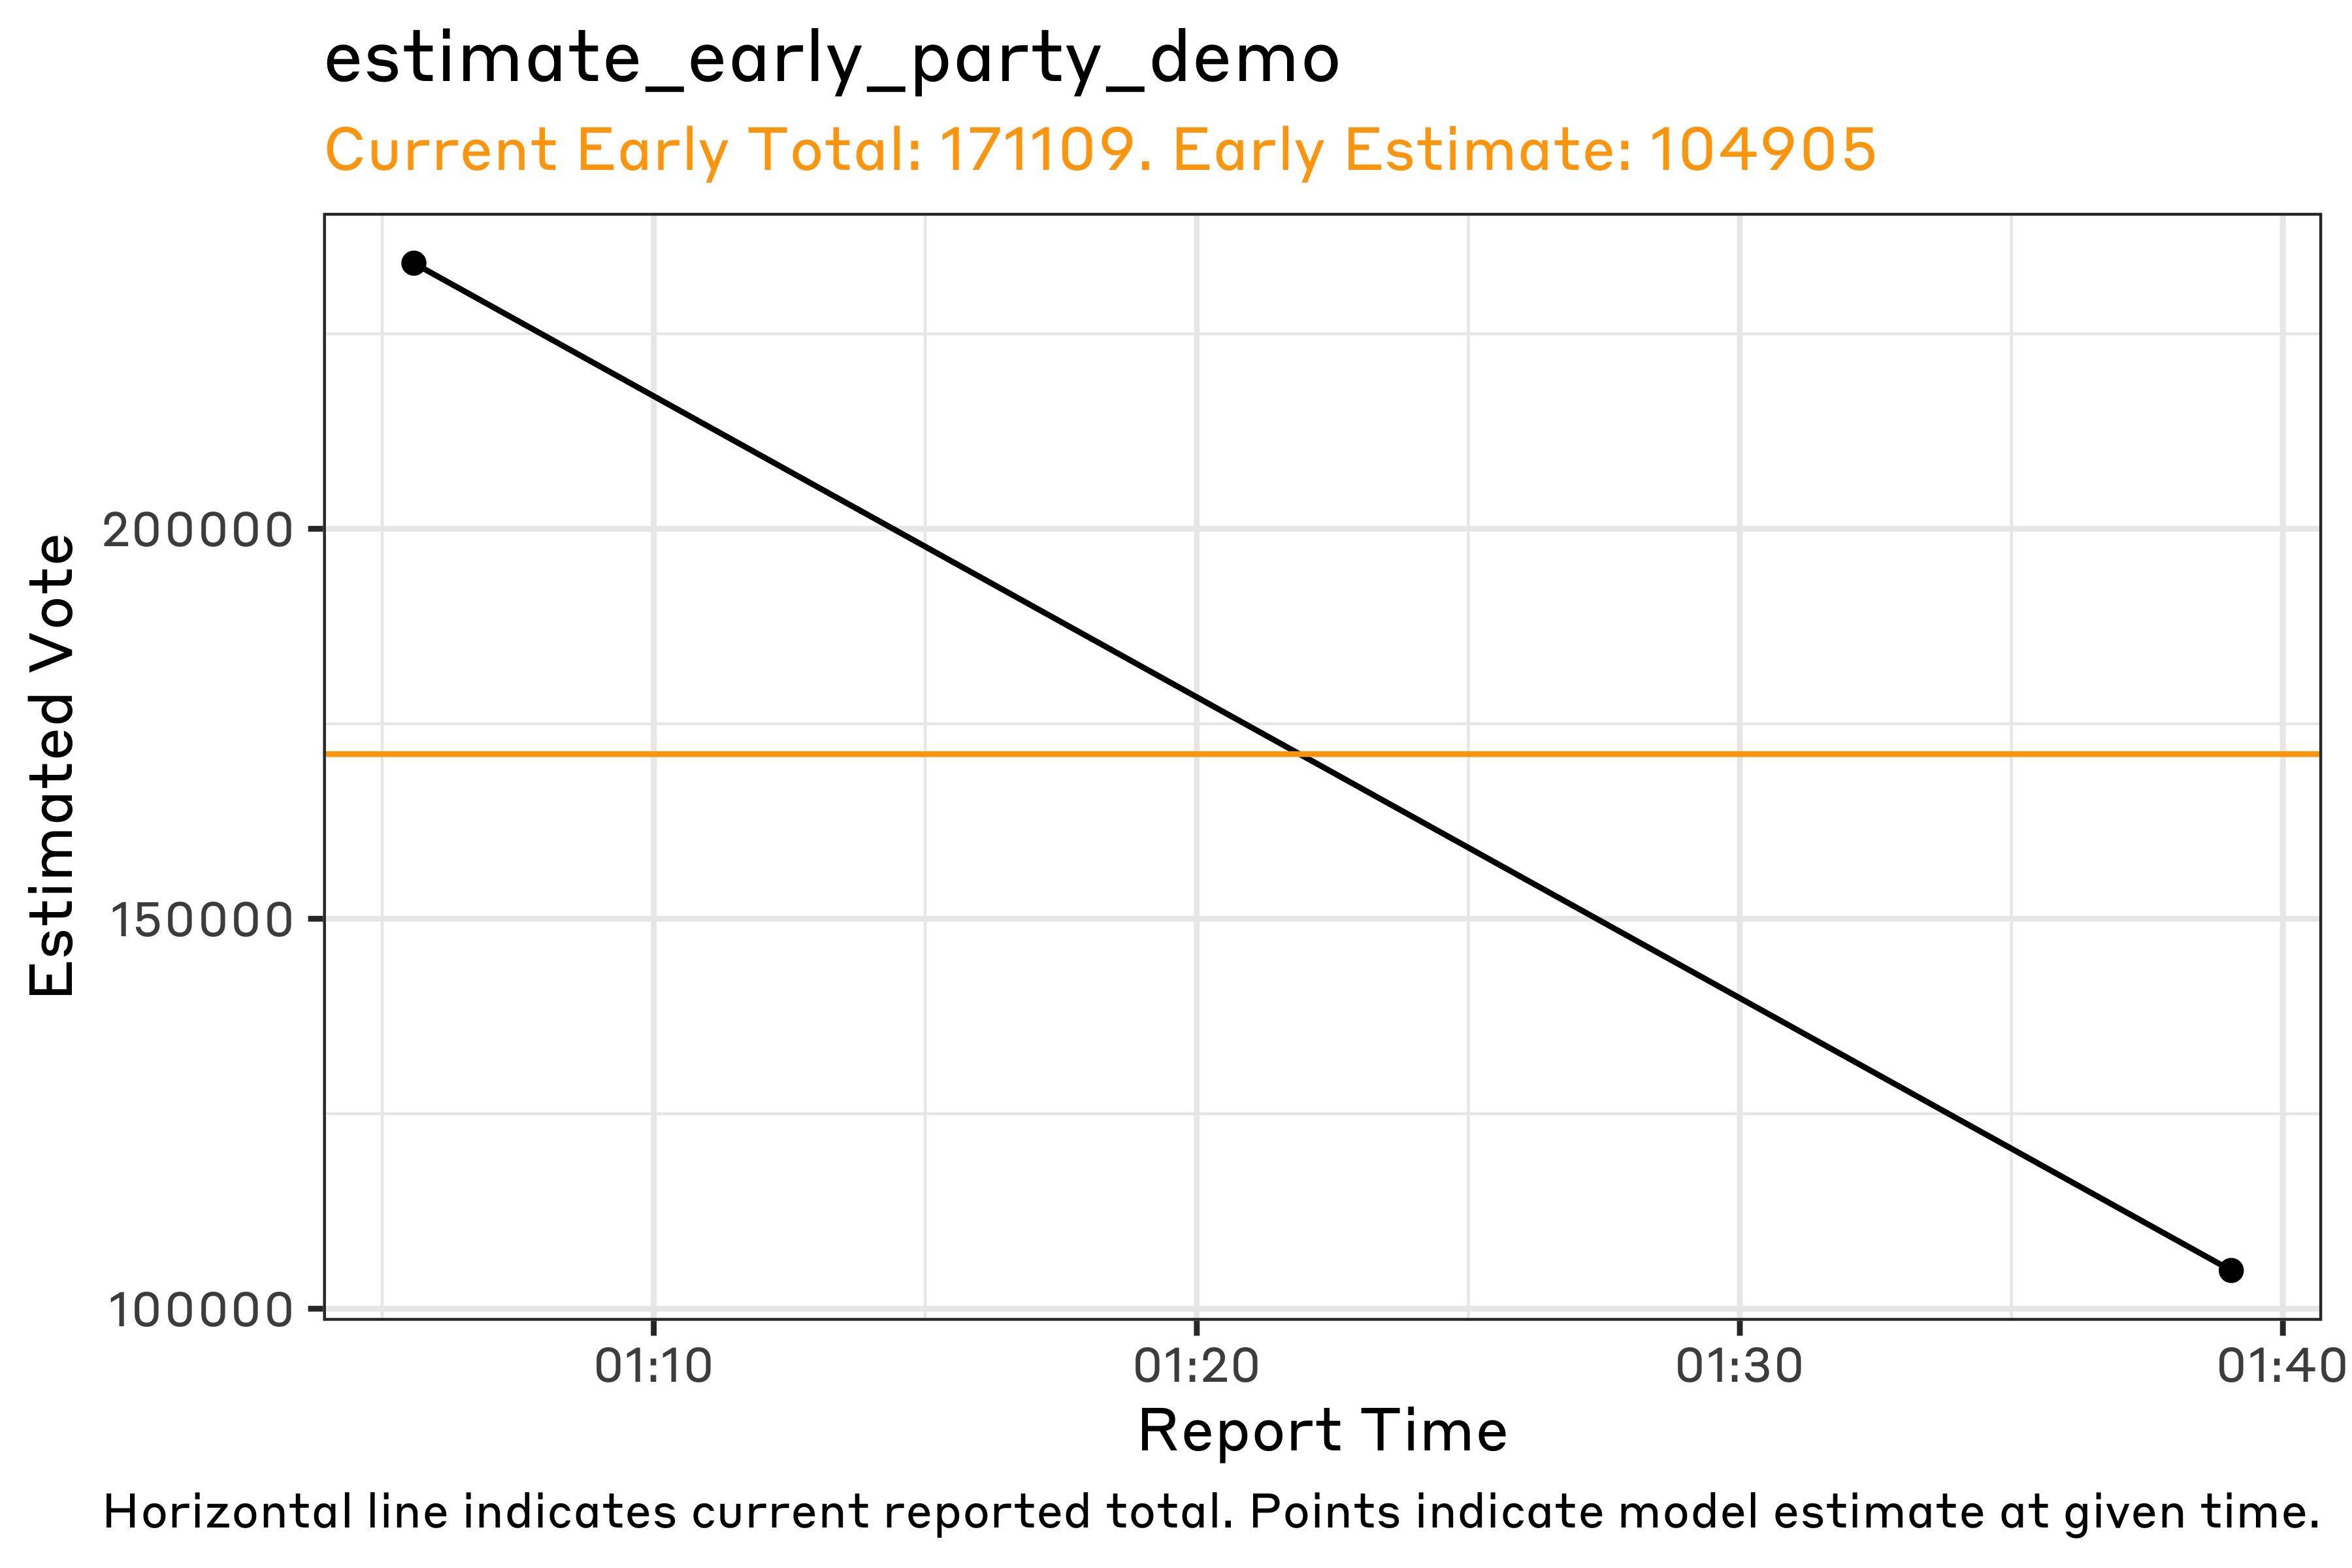 estimate_early_party_demo
Current Early Total: 171109. Early Estimate: 104905
Estimated Vote
200000
150000
100000
01:10 01:20 01:30 01:40
Report Time
Horizontal line indicates current reported total. Points indicate model estimate at given time.